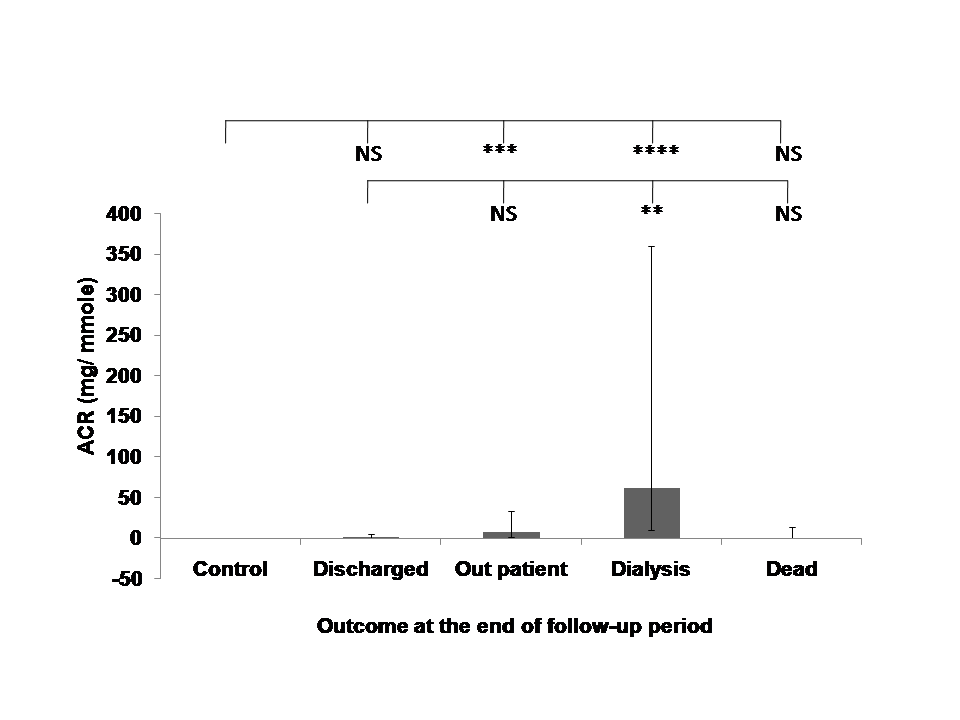 NS *** **** NS
NS ** NS
400
350
300
250
200
150
100
50
0
-50
ACR (mg/ mmole)
Control Discharged Out patient Dialysis Dead
Outcome at the end of follow-up period